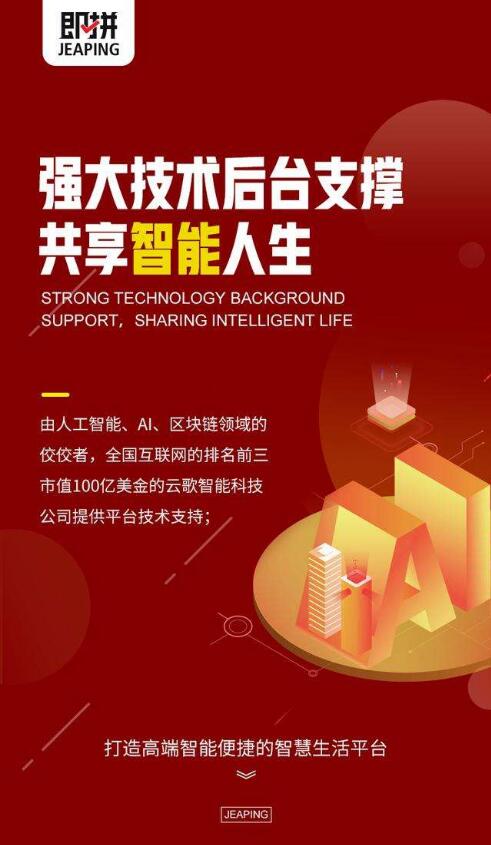 即拼
JEAPING
强大技术后台支撑
共享智能人生
STRONG TECHNOLOGY BACKGROUND
SUPPORT，SHARING INTELLIGENT LIFE
由人工智能、AI、区块链领域的
佼佼者，全国互联网的排名前三
市值100亿美金的云歌智能科技
公司提供平台技术支持；
AI
打造高端智能便捷的智慧生活平台
JEAPING